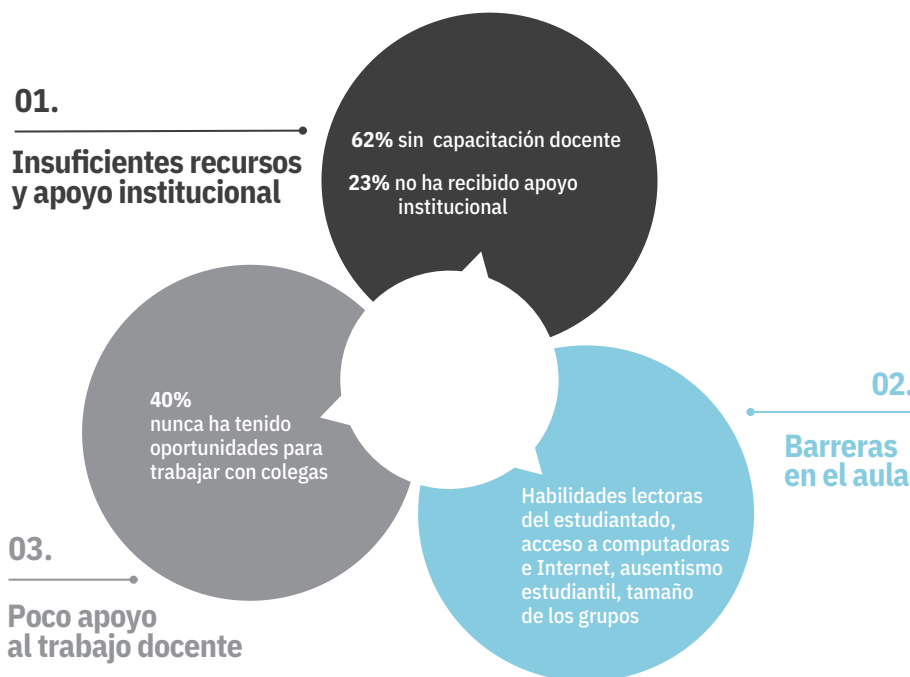 01.
Insuficientes recursos
y apoyo institucional
62% sin capacitación docente
23% no ha recibido apoyo
institucional
02.
Barreras
en el aula
Habilidades lectoras
del estudiantado,
acceso a computadoras
e Internet, ausentismo
estudiantil, tamaño
de los grupos
03.
Poco apoyo
al trabajo docente
40%
nunca ha tenido
oportunidades para
trabajar con colegas